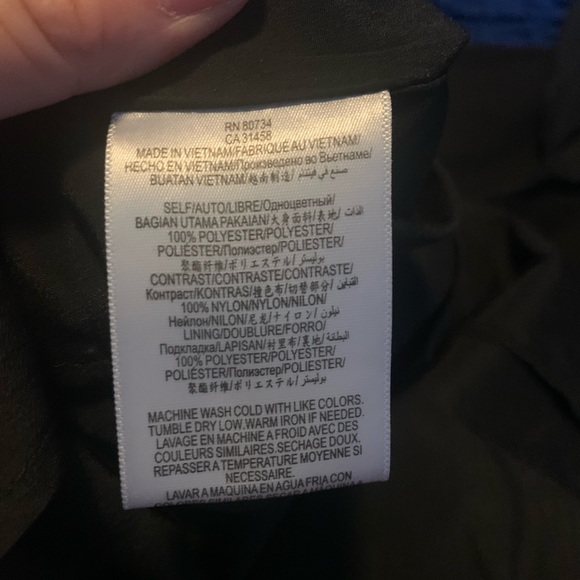 RN 80734
CA 31458
MADE IN VIETNAM/FABRIQUÉ AU VIETNAM/
HECHO EN VIETNAM/Произведено во Вьетнаме/
BUATAN VIETNAM/越南制造/ صنع في فيتنام
SELF/AUTO/LIBRE/Одноцветный/
BAGIAN UTAMA PAKAIAN/大身面料/表地/ الذات
100% POLYESTER/POLYESTER/
POLIÉSTER/Полиэстер/POLIESTER/
聚酯纤维/ポリエステル/ بوليستر
CONTRAST/CONTRASTE/CONTRASTE/
Контраст/KONTRAS/撞色布/切替部分/ التباين
100% NYLON/NYLON/NILON/
Нейлон/NILON/尼龙/ナイロン/ نيلون
LINING/DOUBLURE/FORRO/
Подкладка/LAPISAN/衬里布/裏地/ البطانة
100% POLYESTER/POLYESTER/
POLIÉSTER/Полиэстер/POLIESTER/
聚酯纤维/ポリエステル/ بوليستر
MACHINE WASH COLD WITH LIKE COLORS.
TUMBLE DRY LOW. WARM IRON IF NEEDED.
LAVAGE EN MACHINE A FROID AVEC DES
COULEURS SIMILAIRES. SECHAGE DOUX.
REPASSER A TEMPERATURE MOYENNE SI
NECESSAIRE.
LAVAR A MAQUINA EN AGUA FRIA CON